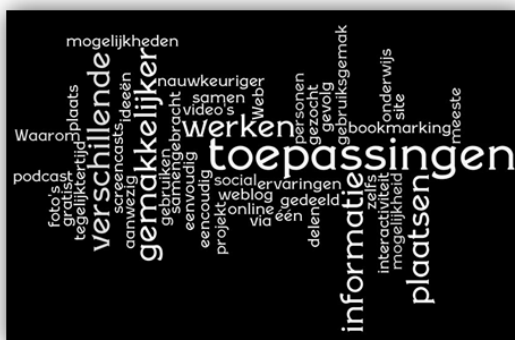 mogelijkheden
Waarom
podcast
foto's
gratis
plaats
tegelijktertijd
verschillende
ideeën
screencasts
aanwezig
gemakkelijker
nauwkeuriger
samen
video's
Web
samengebracht
gebruiken
werken
toepassingen
eenvoudig
eencoudig
projekt
social
weblog
online
via
ervaringen
gedeeld
één
delen
personen
gezocht
gevolg
gebruiksgemak
bookmarking
onderwijs
site
meeste
informatie
zelfs
interactiviteit
mogelijkheid
plaatsen